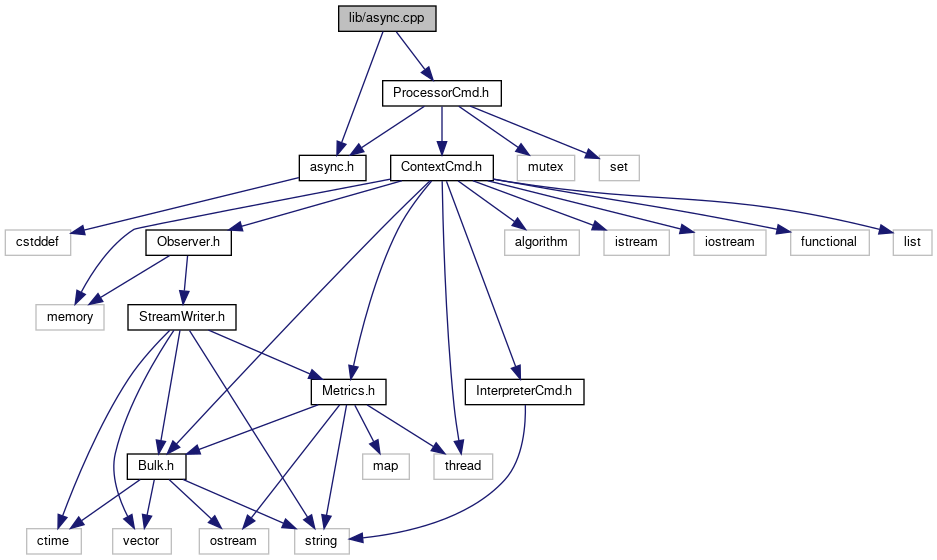 lib/async.cpp
ProcessorCmd.h
async.h
ContextCmd.h
mutex
set
cstddef
Observer.h
algorithm
istream
iostream
functional
list
memory
StreamWriter.h
Metrics.h
InterpreterCmd.h
Bulk.h
map
thread
ctime
vector
ostream
string